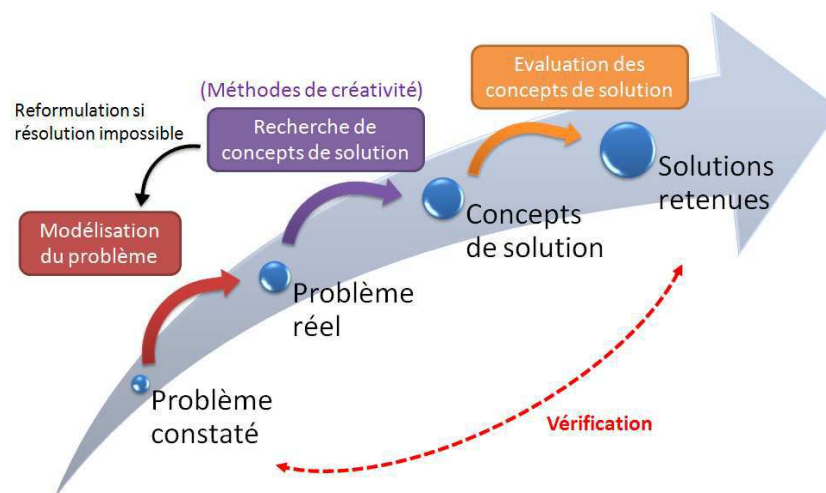 Evaluation des
concepts de solution
(Méthodes de créativité)
Reformulation si
résolution impossible
Recherche de
concepts de solution
Solutions
retenues
Concepts
de solution
Modélisation
du problème
Problème
réel
Problème
constaté
Vérification